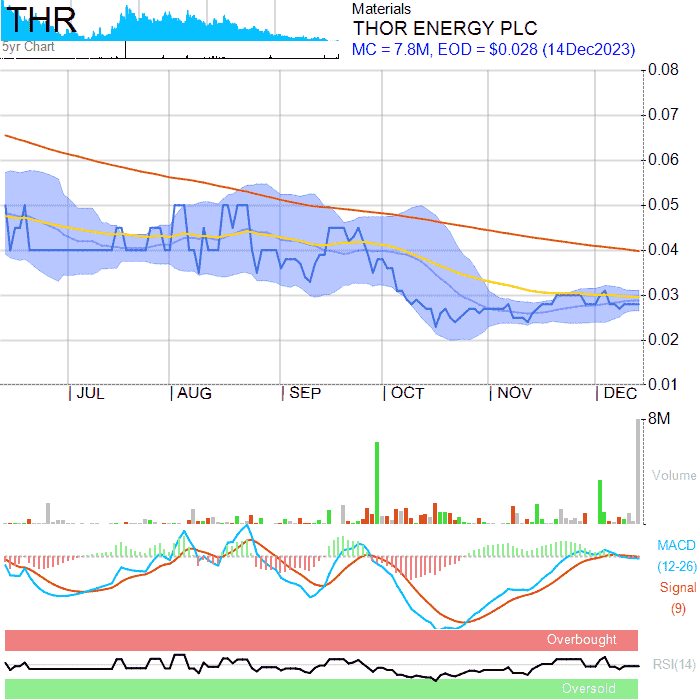 THR
5yr Chart
Materials
THOR ENERGY PLC
MC = 7.8M, EOD = $0.028 (14Dec2023)
0.08
0.07
0.06
0.05
0.04
0.03
0.02
0.01
JUL AUG SEP OCT NOV DEC
8M
Volume
MACD
(12-26)
Signal
(9)
Overbought
RSI(14)
Oversold